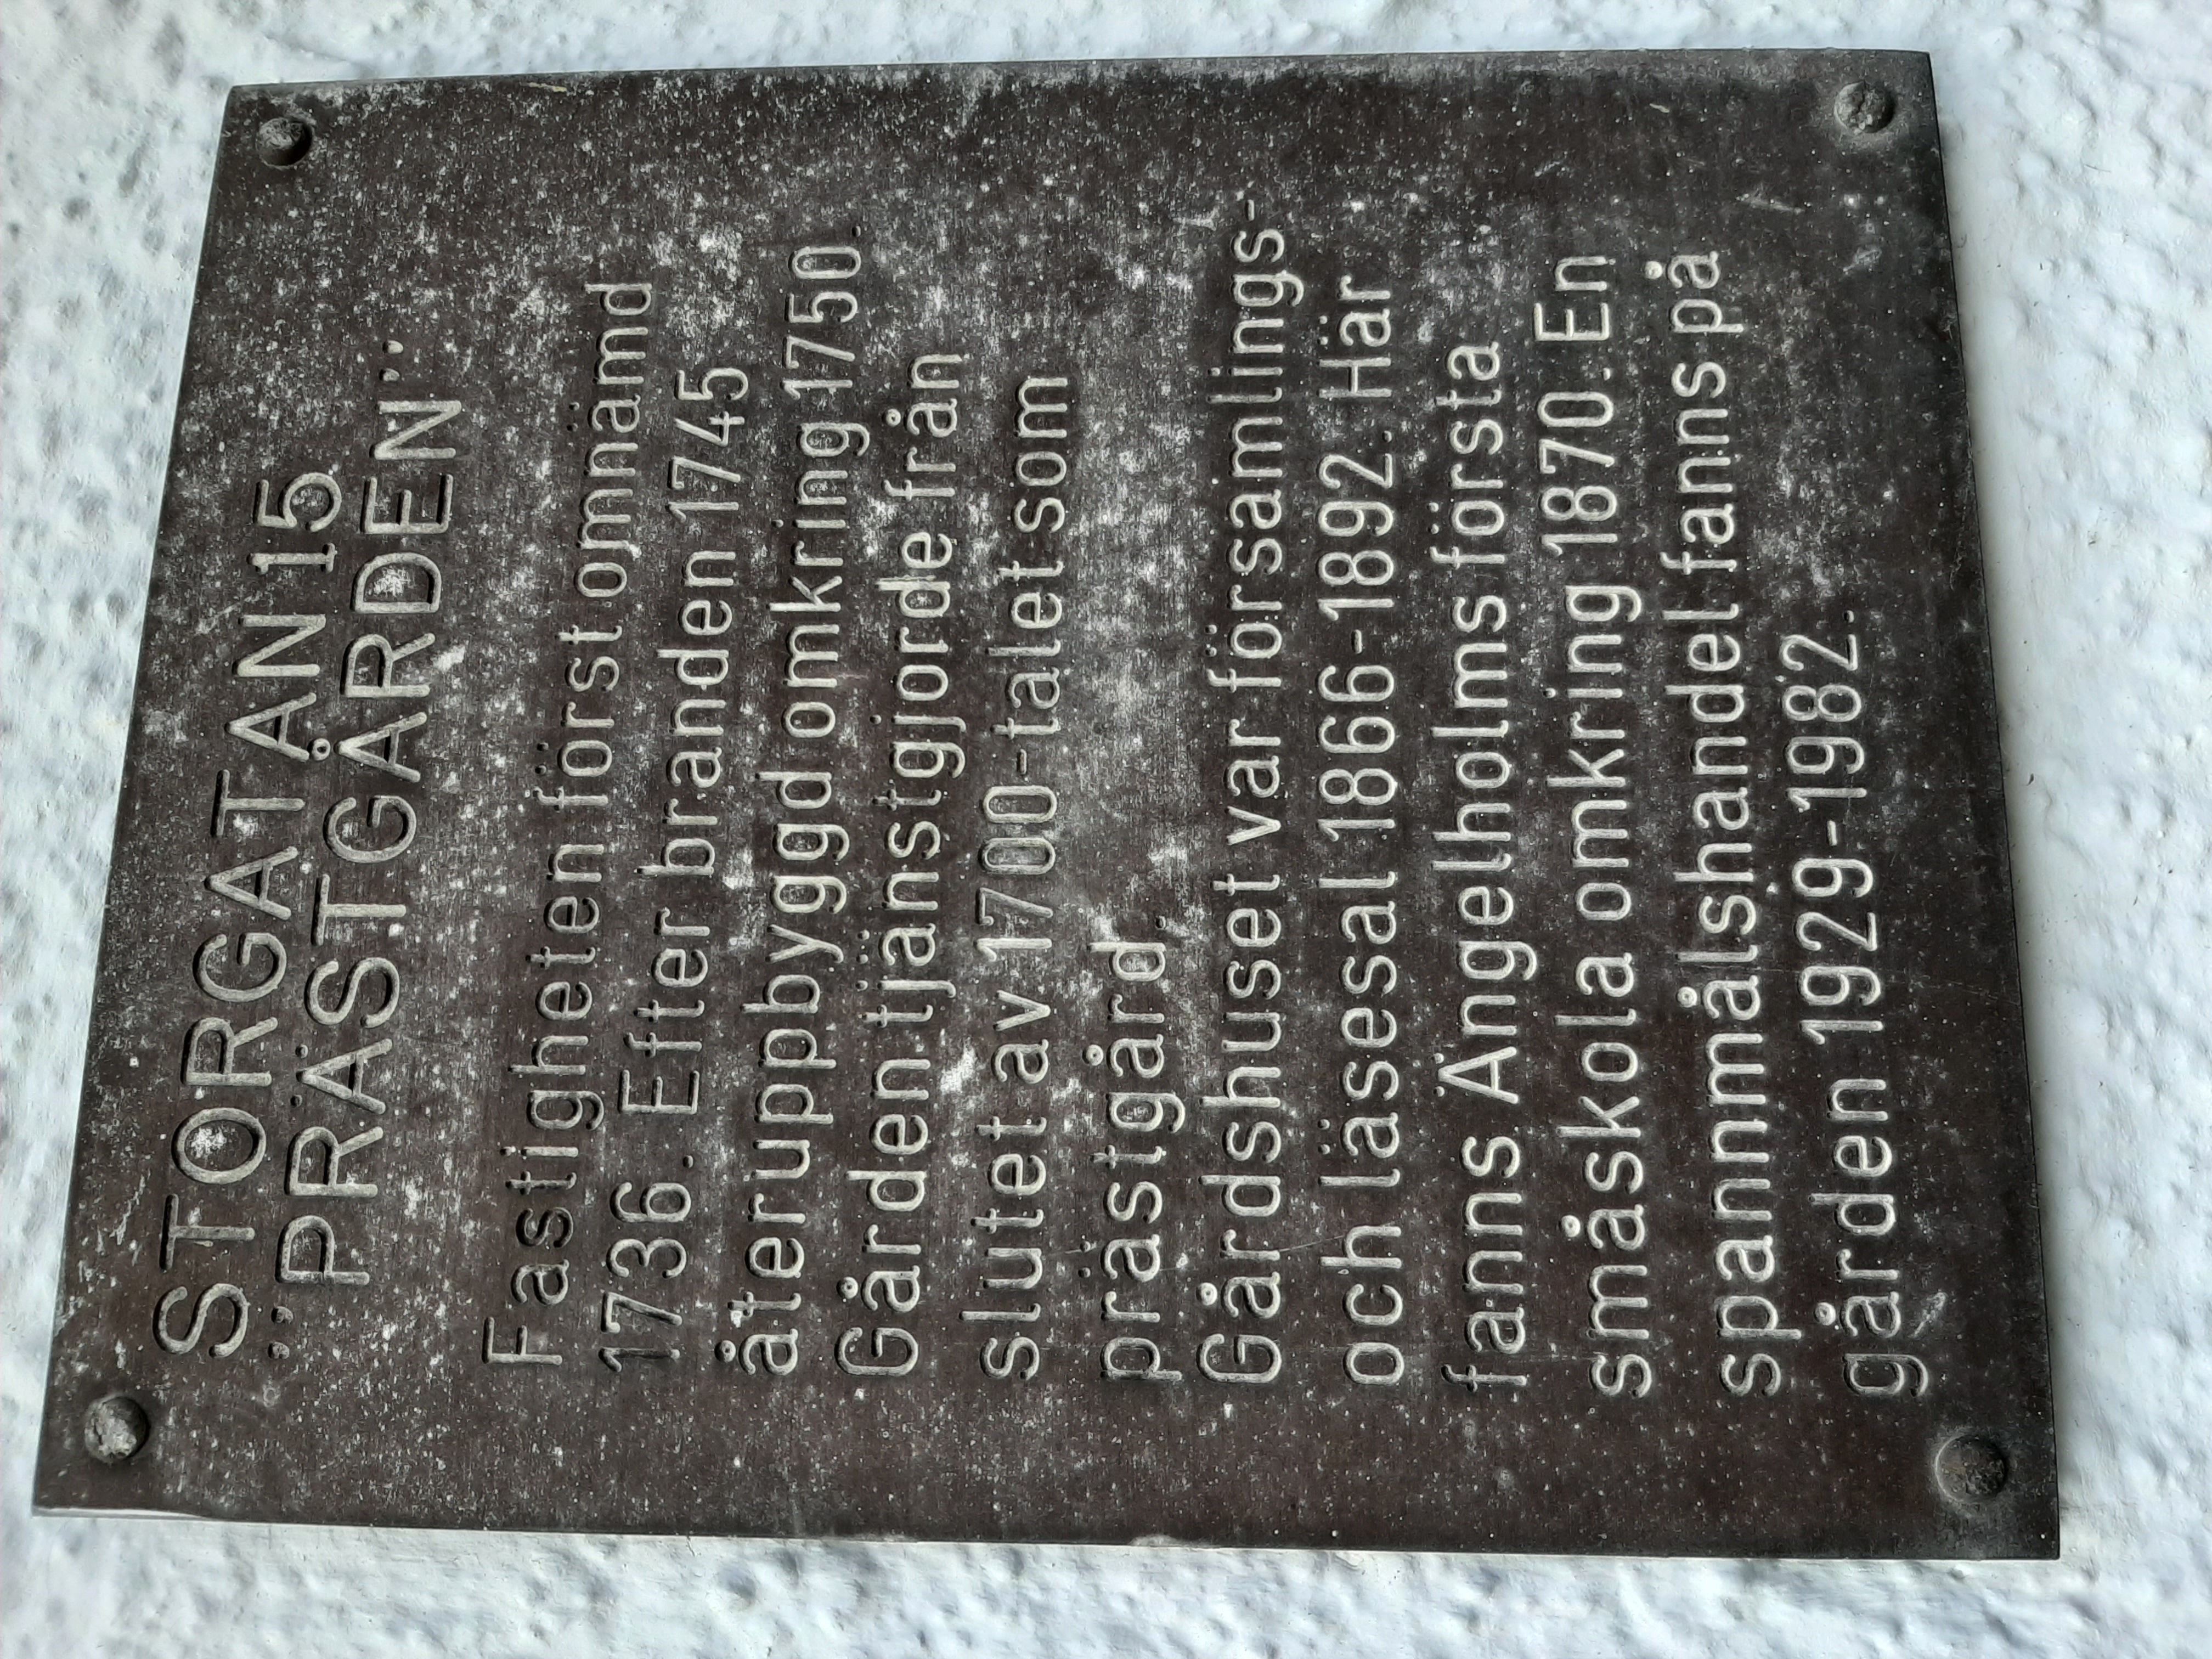 STORGATAN 15
„PRÄSTGÅRDEN”
Fastigheten först omnämd
1736. Efter branden 1745
återuppbyggd omkring 1750.
Gården tjänstgjorde från
slutet av 1700-talet som
prästgård.
Gårdshuset var församlings-
och läsesal 1866-1892. Här
fanns Ängelholms första
småskola omkring 1870. En
spannmålshandel fanns på
gården 1929-1982.